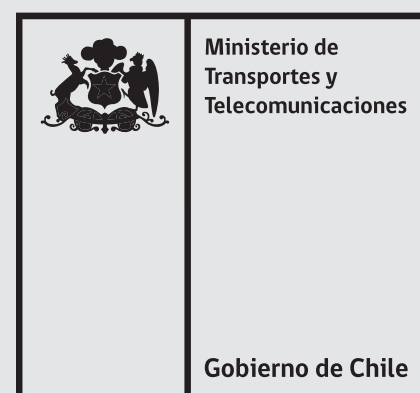 Ministerio de
Transportes y
Telecomunicaciones
Gobierno de Chile